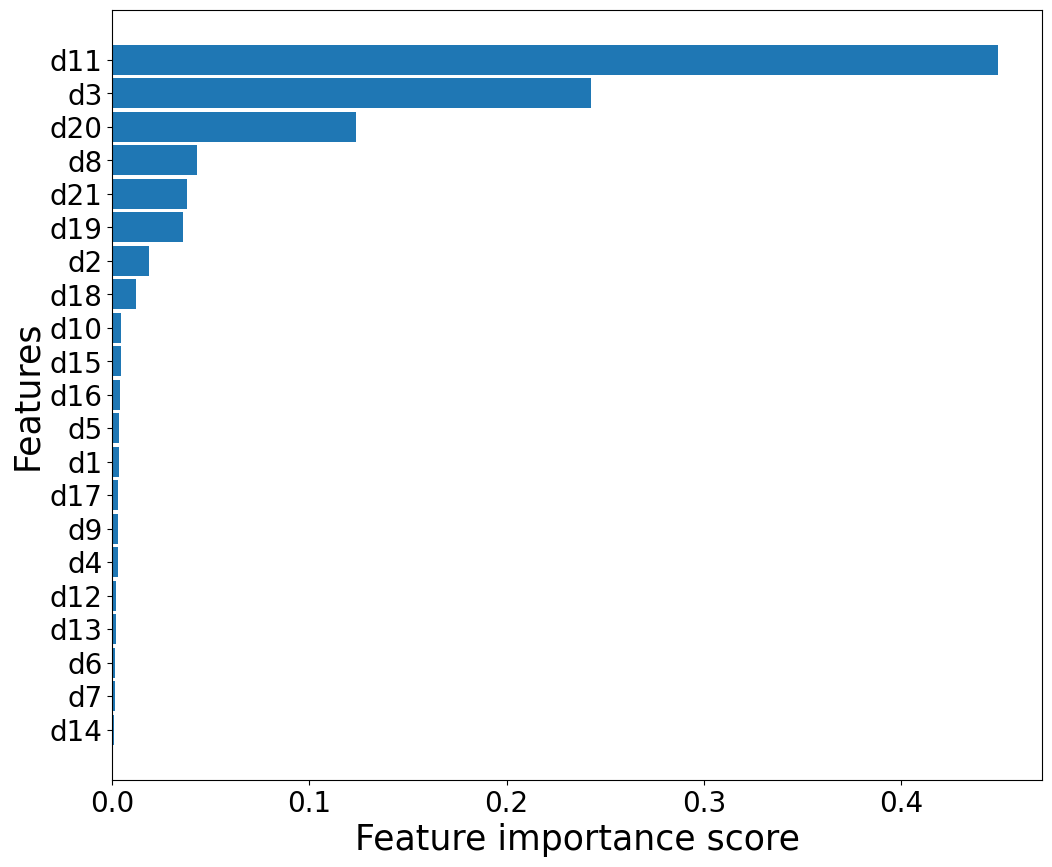 Features
d11
d3
d20
d8
d21
d19
d2
d18
d10
d15
d16
d5
d1
d17
d9
d4
d12
d13
d6
d7
d14
0.0 0.1 0.2 0.3 0.4
Feature importance score